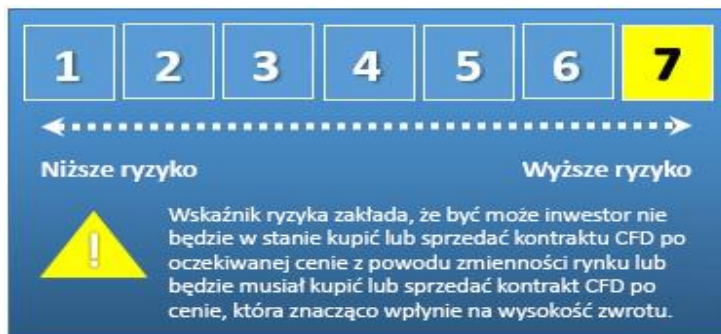 1 2 3 4 5 6 7
Niższe ryzyko Wyższe ryzyko
Wskaźnik ryzyka zakłada, że być może inwestor nie
będzie w stanie kupić lub sprzedać kontraktu CFD po
oczekiwanej cenie z powodu zmienności rynku lub
będzie musiał kupić lub sprzedać kontrakt CFD po
cenie, która znacząco wpłynie na wysokość zwrotu.
!